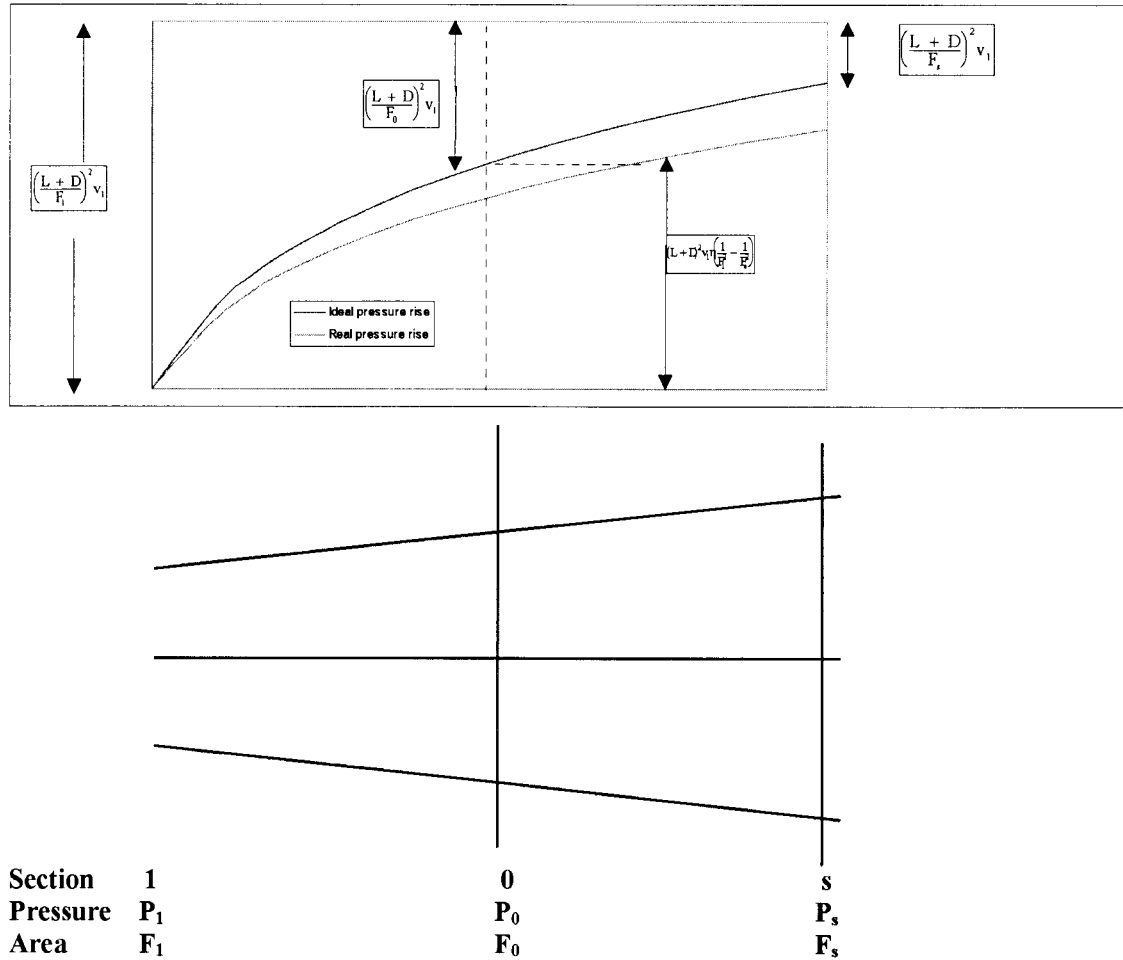 ((L + D)/F₀)² v₁
((L + D)/Fₛ)² v₁
((L + D)/F₁)² v₁
Ideal pressure rise
Real pressure rise
Section 1 0 s
Pressure P₁ P₀ Pₛ
Area F₁ F₀ Fₛ